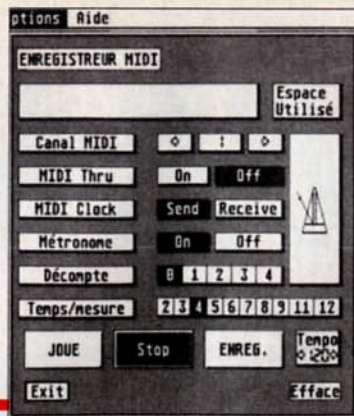 ptions Aide
ENREGISTREUR MIDI
Espace
Utilisé
Canal MIDI ◊ : ◊
MIDI Thru On Off
MIDI Clock Send Receive
Métronome On Off
Décompte 0 1 2 3 4
Temps/mesure 2 3 4 5 6 7 8 9 11 12
JOUE Stop ENREG. Tempo
◊120◊
Exit Efface